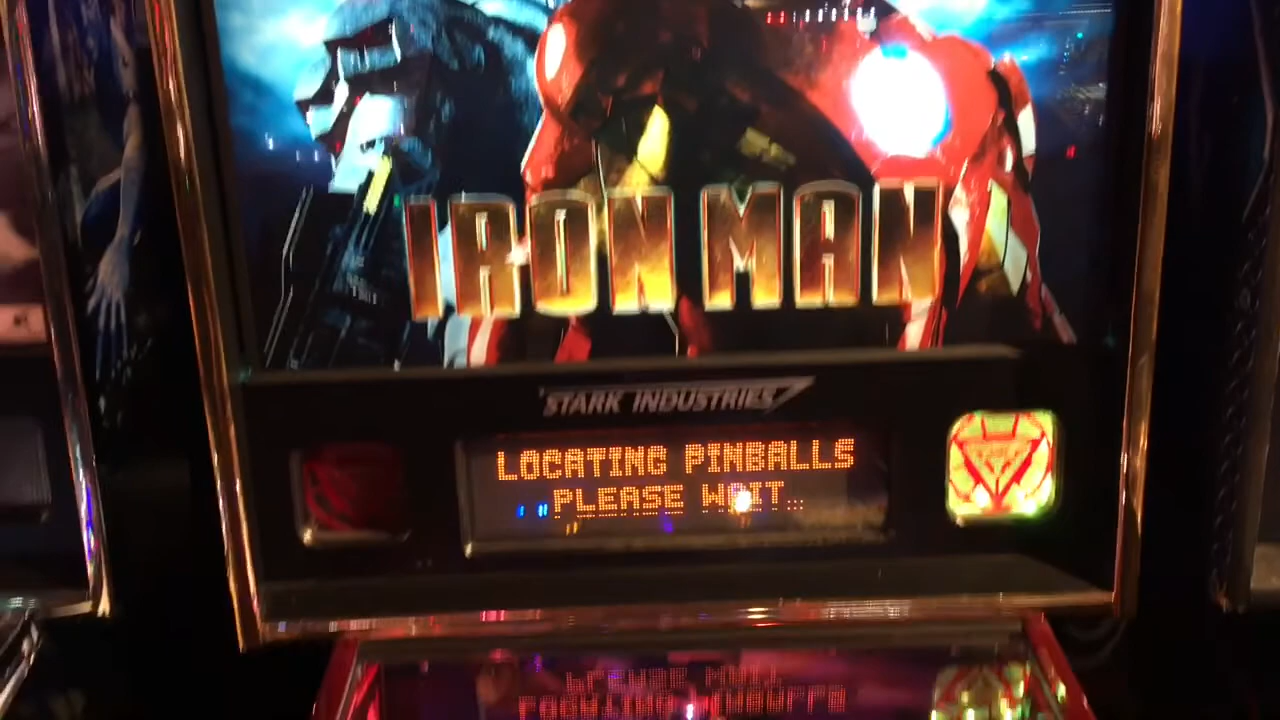 IRON MAN
STARK INDUSTRIES
LOCATING PINBALLS
PLEASE WAIT...